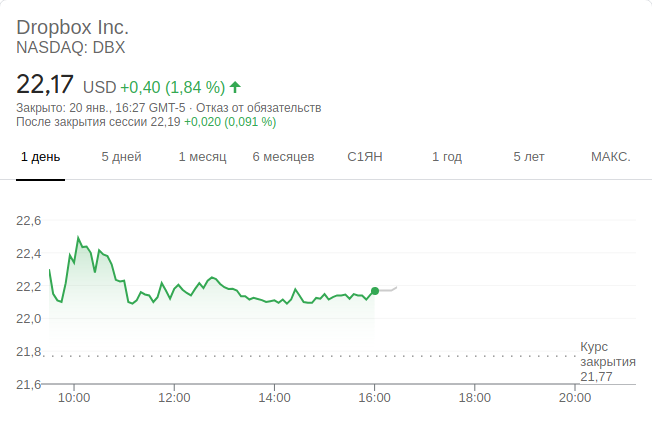 Dropbox Inc.
NASDAQ: DBX
22,17 USD +0,40 (1,84 %)
Закрыто: 20 янв., 16:27 GMT-5 · Отказ от обязательств
После закрытия сессии 22,19 +0,020 (0,091 %)
1 день 5 дней 1 месяц 6 месяцев С1ЯН 1 год 5 лет МАКС.
22,6
22,4
22,2
22,0
21,8
21,6
Курс
закрытия
21,77
10:00 12:00 14:00 16:00 18:00 20:00